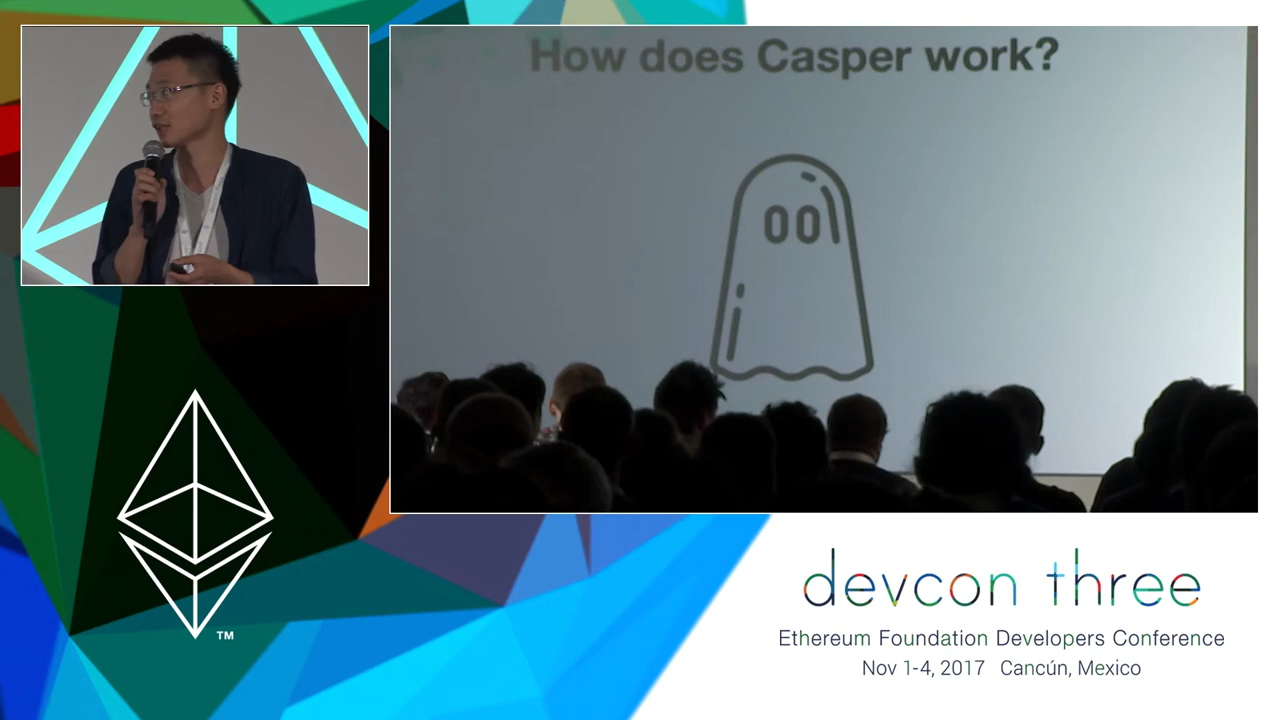 How does Casper work?
TM
devcon three
Ethereum Foundation Developers Conference
Nov 1-4, 2017 Cancún, Mexico